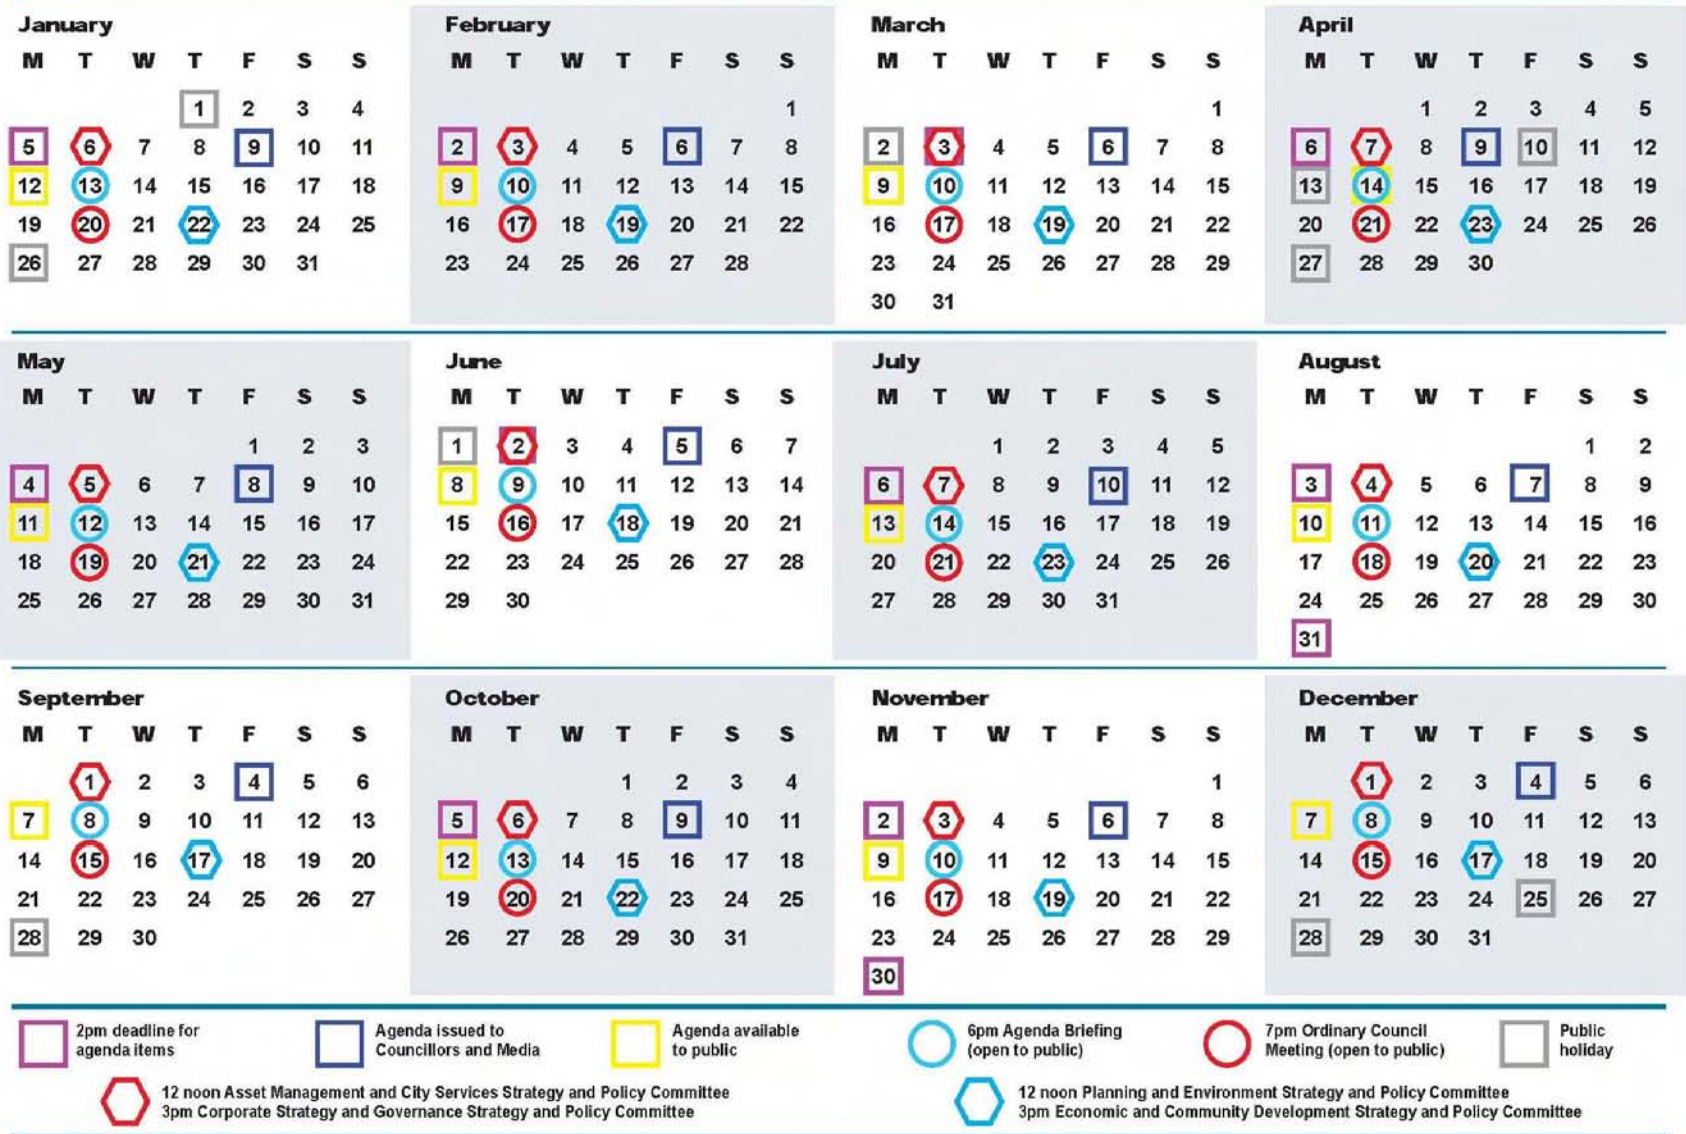 January February March April
M T W T F S S M T W T F S S M T W T F S S M T W T F S S
1 2 3 4 1 1 1 2 3 4 5
5 6 7 8 9 10 11 2 3 4 5 6 7 8 2 3 4 5 6 7 8 6 7 8 9 10 11 12
12 13 14 15 16 17 18 9 10 11 12 13 14 15 9 10 11 12 13 14 15 13 14 15 16 17 18 19
19 20 21 22 23 24 25 16 17 18 19 20 21 22 16 17 18 19 20 21 22 20 21 22 23 24 25 26
26 27 28 29 30 31 23 24 25 26 27 28 23 24 25 26 27 28 29 27 28 29 30
30 31
May June July August
M T W T F S S M T W T F S S M T W T F S S M T W T F S S
1 2 3 1 2 3 4 5 6 7 1 2 3 4 5 1 2
4 5 6 7 8 9 10 8 9 10 11 12 13 14 6 7 8 9 10 11 12 3 4 5 6 7 8 9
11 12 13 14 15 16 17 15 16 17 18 19 20 21 13 14 15 16 17 18 19 10 11 12 13 14 15 16
18 19 20 21 22 23 24 22 23 24 25 26 27 28 20 21 22 23 24 25 26 17 18 19 20 21 22 23
25 26 27 28 29 30 31 29 30 27 28 29 30 31 24 25 26 27 28 29 30
31
September October November December
M T W T F S S M T W T F S S M T W T F S S M T W T F S S
1 2 3 4 5 6 1 2 3 4 1 1 2 3 4 5 6
7 8 9 10 11 12 13 5 6 7 8 9 10 11 2 3 4 5 6 7 8 7 8 9 10 11 12 13
14 15 16 17 18 19 20 12 13 14 15 16 17 18 9 10 11 12 13 14 15 14 15 16 17 18 19 20
21 22 23 24 25 26 27 19 20 21 22 23 24 25 16 17 18 19 20 21 22 21 22 23 24 25 26 27
28 29 30 26 27 28 29 30 31 23 24 25 26 27 28 29 28 29 30 31
30
2pm deadline for
agenda items
Agenda issued to
Councillors and Media
Agenda available
to public
6pm Agenda Briefing
(open to public)
7pm Ordinary Council
Meeting (open to public)
Public
holiday
12 noon Asset Management and City Services Strategy and Policy Committee
3pm Corporate Strategy and Governance Strategy and Policy Committee
12 noon Planning and Environment Strategy and Policy Committee
3pm Economic and Community Development Strategy and Policy Committee